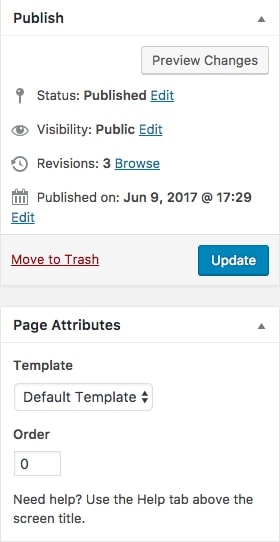 Publish
Preview Changes
Status: Published Edit
Visibility: Public Edit
Revisions: 3 Browse
Published on: Jun 9, 2017 @ 17:29
Edit
Move to Trash
Update
Page Attributes
Template
Default Template
Order
0
Need help? Use the Help tab above the
screen title.